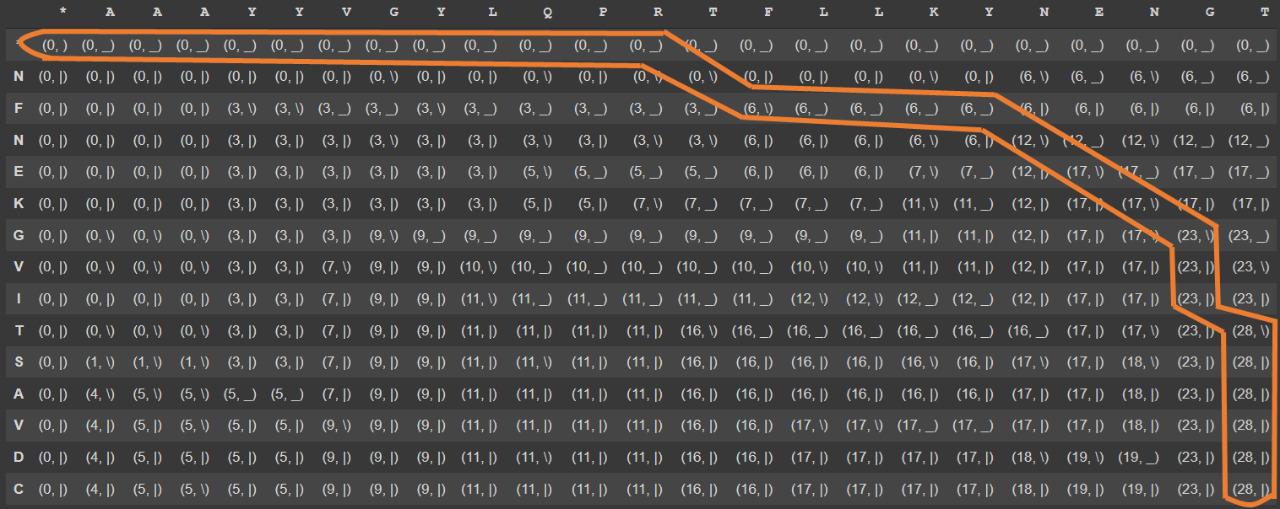 * A A A Y Y V G Y L Q P R T F L L K Y N E N G T
* (0, ) (0, _) (0, _) (0, _) (0, _) (0, _) (0, _) (0, _) (0, _) (0, _) (0, _) (0, _) (0, _) (0, _) (0, _) (0, _) (0, _) (0, _) (0, _) (0, _) (0, _) (0, _) (0, _) (0, _)
N (0, |) (0, |) (0, |) (0, |) (0, |) (0, |) (0, |) (0, \) (0, |) (0, |) (0, \) (0, |) (0, \) (0, \) (0, |) (0, |) (0, |) (0, \) (0, |) (6, \) (6, _) (6, \) (6, _) (6, _)
F (0, |) (0, |) (0, |) (0, |) (3, \) (3, \) (3, _) (3, _) (3, \) (3, _) (3, _) (3, _) (3, _) (3, _) (6, \) (6, _) (6, _) (6, _) (6, _) (6, |) (6, |) (6, |) (6, |) (6, |)
N (0, |) (0, |) (0, |) (0, |) (3, |) (3, |) (3, |) (3, \) (3, |) (3, |) (3, \) (3, |) (3, \) (3, \) (6, |) (6, |) (6, |) (6, \) (6, |) (12, \) (12, _) (12, \) (12, _) (12, _)
E (0, |) (0, |) (0, |) (0, |) (3, |) (3, |) (3, |) (3, |) (3, |) (3, |) (5, \) (5, _) (5, _) (5, _) (6, |) (6, |) (6, |) (7, \) (7, _) (12, |) (17, \) (17, _) (17, _) (17, _)
K (0, |) (0, |) (0, |) (0, |) (3, |) (3, |) (3, |) (3, |) (3, |) (3, |) (5, |) (5, |) (7, \) (7, _) (7, _) (7, _) (7, _) (11, \) (11, _) (12, |) (17, |) (17, \) (17, |) (17, |)
G (0, |) (0, \) (0, \) (0, \) (3, |) (3, |) (3, |) (9, \) (9, _) (9, _) (9, _) (9, _) (9, _) (9, _) (9, _) (9, _) (9, _) (11, |) (11, |) (12, |) (17, |) (17, \) (23, \) (23, _)
V (0, |) (0, \) (0, \) (0, \) (3, |) (3, |) (7, \) (9, |) (9, |) (10, \) (10, _) (10, _) (10, _) (10, _) (10, _) (10, \) (10, \) (11, |) (11, |) (12, |) (17, |) (17, |) (23, |) (23, \)
I (0, |) (0, |) (0, |) (0, |) (3, |) (3, |) (7, \) (9, |) (9, |) (11, \) (11, _) (11, _) (11, _) (11, _) (11, _) (12, \) (12, \) (12, _) (12, _) (12, |) (17, |) (17, |) (23, |) (23, |)
T (0, |) (0, \) (0, \) (0, \) (3, |) (3, |) (7, |) (9, |) (9, |) (11, |) (11, |) (11, |) (11, |) (16, \) (16, _) (16, _) (16, _) (16, _) (16, _) (16, _) (17, |) (17, \) (23, |) (28, \)
S (0, |) (1, \) (1, \) (1, \) (3, |) (3, |) (7, |) (9, |) (9, |) (11, |) (11, \) (11, |) (11, |) (16, |) (16, |) (16, |) (16, |) (16, \) (16, |) (17, \) (17, |) (18, \) (23, |) (28, |)
A (0, |) (4, \) (5, \) (5, \) (5, _) (5, _) (7, |) (9, |) (9, |) (11, |) (11, |) (11, |) (11, |) (16, |) (16, |) (16, |) (16, |) (16, |) (16, |) (17, |) (17, |) (18, |) (23, |) (28, |)
V (0, |) (4, |) (5, |) (5, \) (5, |) (5, |) (9, \) (9, |) (9, |) (11, |) (11, |) (11, |) (11, |) (16, |) (16, |) (17, \) (17, \) (17, _) (17, _) (17, |) (17, |) (18, |) (23, |) (28, |)
D (0, |) (4, |) (5, |) (5, |) (5, |) (5, |) (9, |) (9, |) (9, |) (11, |) (11, \) (11, |) (11, |) (16, |) (16, |) (17, |) (17, |) (17, |) (17, |) (18, \) (19, \) (19, _) (23, |) (28, |)
C (0, |) (4, |) (5, |) (5, \) (5, |) (5, |) (9, |) (9, |) (9, |) (11, |) (11, |) (11, |) (11, |) (16, |) (16, |) (17, |) (17, |) (17, |) (17, |) (18, |) (19, |) (19, |) (23, |) (28, |)